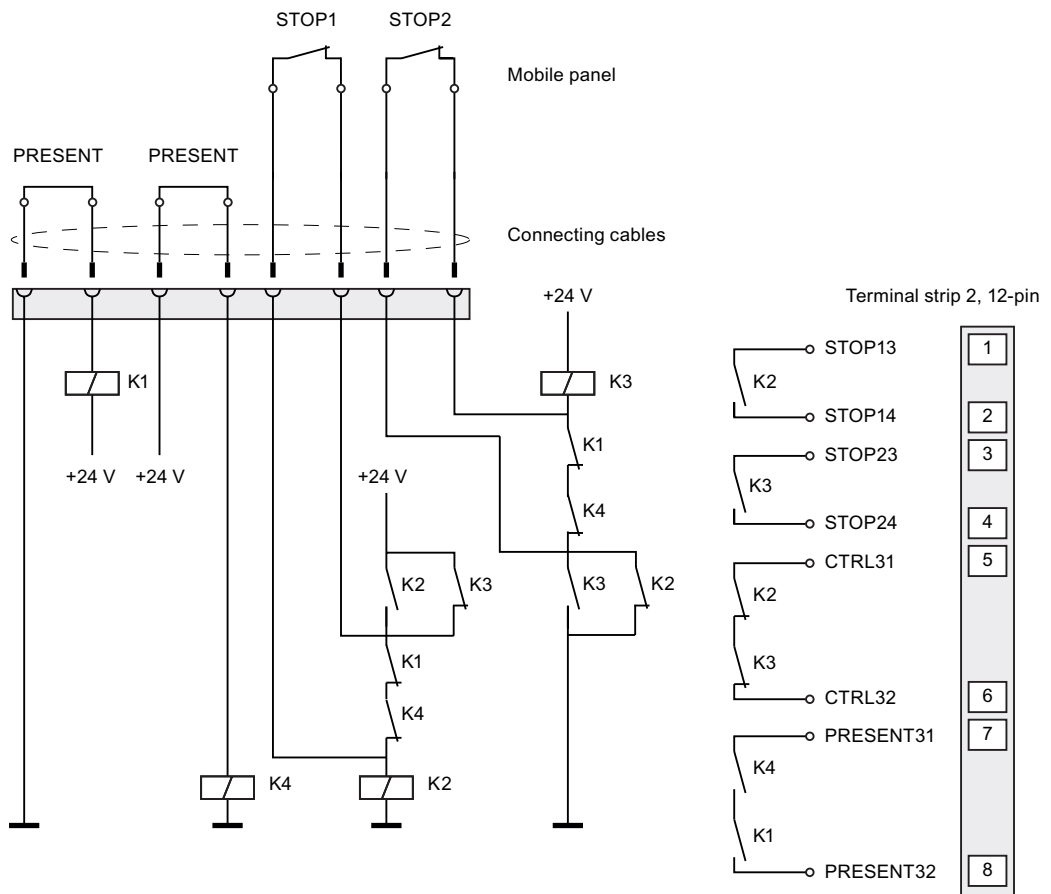 STOP1 STOP2
Mobile panel
PRESENT PRESENT
Connecting cables
+24 V
Terminal strip 2, 12-pin
STOP13 1
K1
K3
K2
STOP14 2
K1
STOP23 3
+24 V +24 V +24 V
K3
K4
STOP24 4
CTRL31 5
K2 K3 K3 K2
K2
K1
K3
CTRL32 6
K4
PRESENT31 7
K4
K4 K2
K1
PRESENT32 8